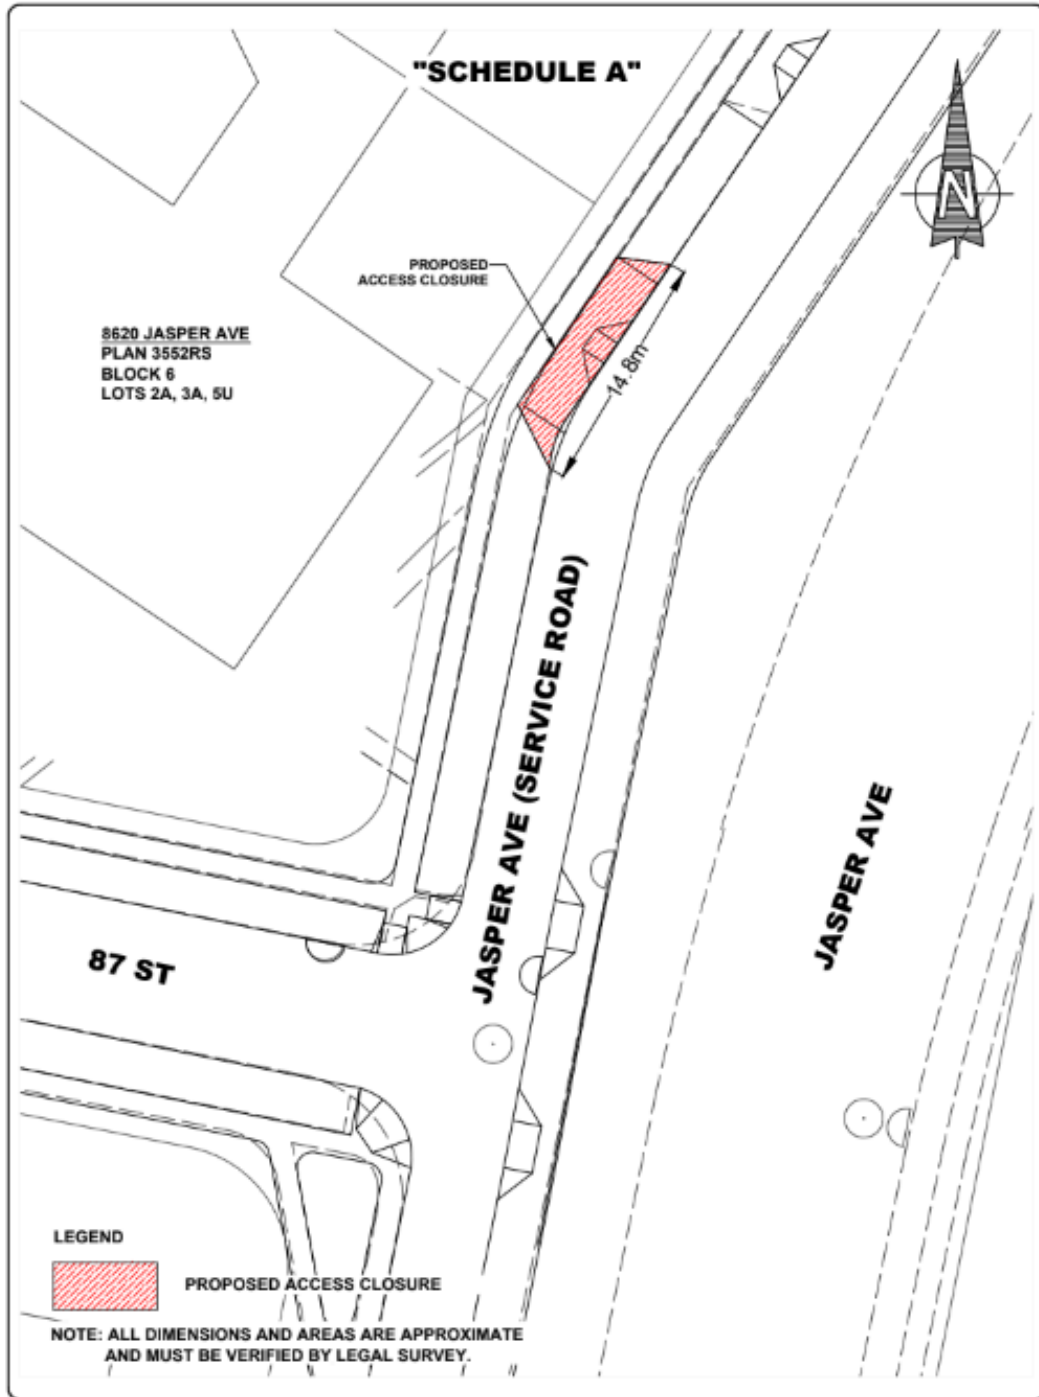 "SCHEDULE A"
N
PROPOSED
ACCESS CLOSURE
8620 JASPER AVE
PLAN 3552RS
BLOCK 6
LOTS 2A, 3A, 5U
14.8m
JASPER AVE (SERVICE ROAD)
JASPER AVE
87 ST
LEGEND
PROPOSED ACCESS CLOSURE
NOTE: ALL DIMENSIONS AND AREAS ARE APPROXIMATE
AND MUST BE VERIFIED BY LEGAL SURVEY.